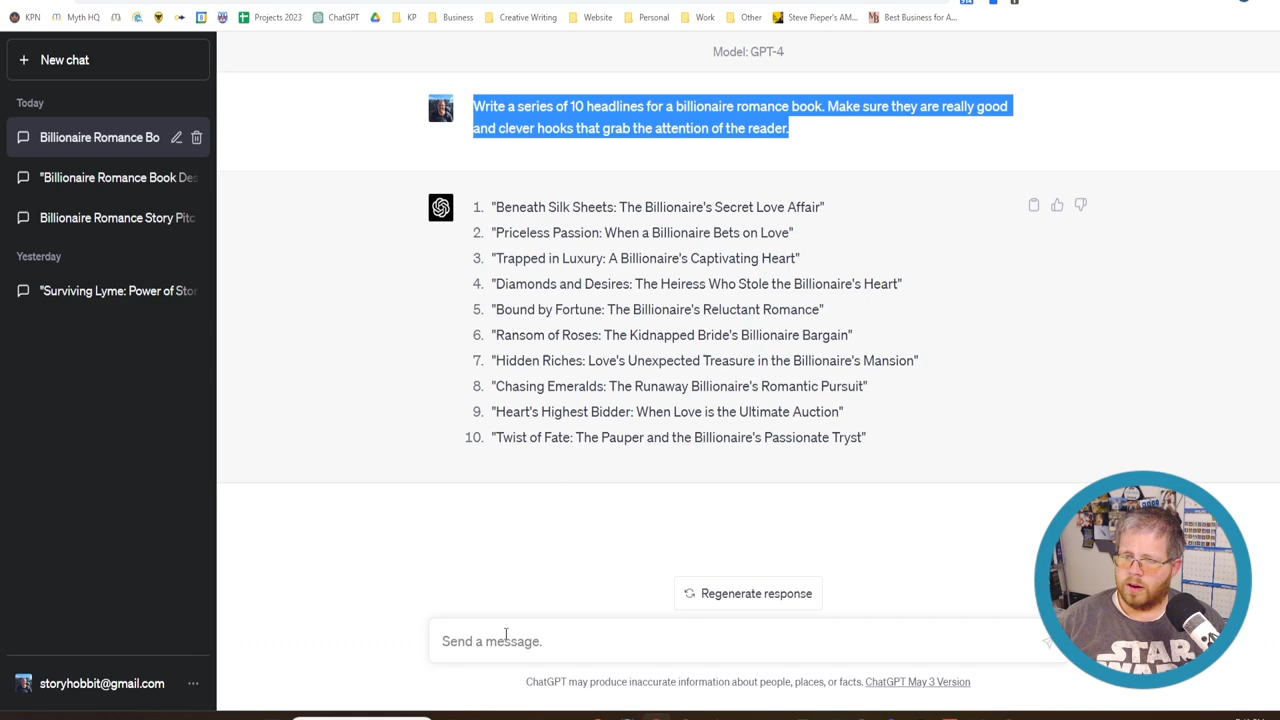 KPN Myth HQ Projects 2023 ChatGPT KP Business Creative Writing Website Personal Work Other Steve Pieper's AM... Best Business for A...
New chat
Model: GPT-4
Today
Billionaire Romance Bo
"Billionaire Romance Book Des
Billionaire Romance Story Pitc
Yesterday
"Surviving Lyme: Power of Stor
Write a series of 10 headlines for a billionaire romance book. Make sure they are really good
and clever hooks that grab the attention of the reader.
1. "Beneath Silk Sheets: The Billionaire's Secret Love Affair"
2. "Priceless Passion: When a Billionaire Bets on Love"
3. "Trapped in Luxury: A Billionaire's Captivating Heart"
4. "Diamonds and Desires: The Heiress Who Stole the Billionaire's Heart"
5. "Bound by Fortune: The Billionaire's Reluctant Romance"
6. "Ransom of Roses: The Kidnapped Bride's Billionaire Bargain"
7. "Hidden Riches: Love's Unexpected Treasure in the Billionaire's Mansion"
8. "Chasing Emeralds: The Runaway Billionaire's Romantic Pursuit"
9. "Heart's Highest Bidder: When Love is the Ultimate Auction"
10. "Twist of Fate: The Pauper and the Billionaire's Passionate Tryst"
Regenerate response
Send a message.
ChatGPT may produce inaccurate information about people, places, or facts. ChatGPT May 3 Version
storyhobbit@gmail.com
STAR